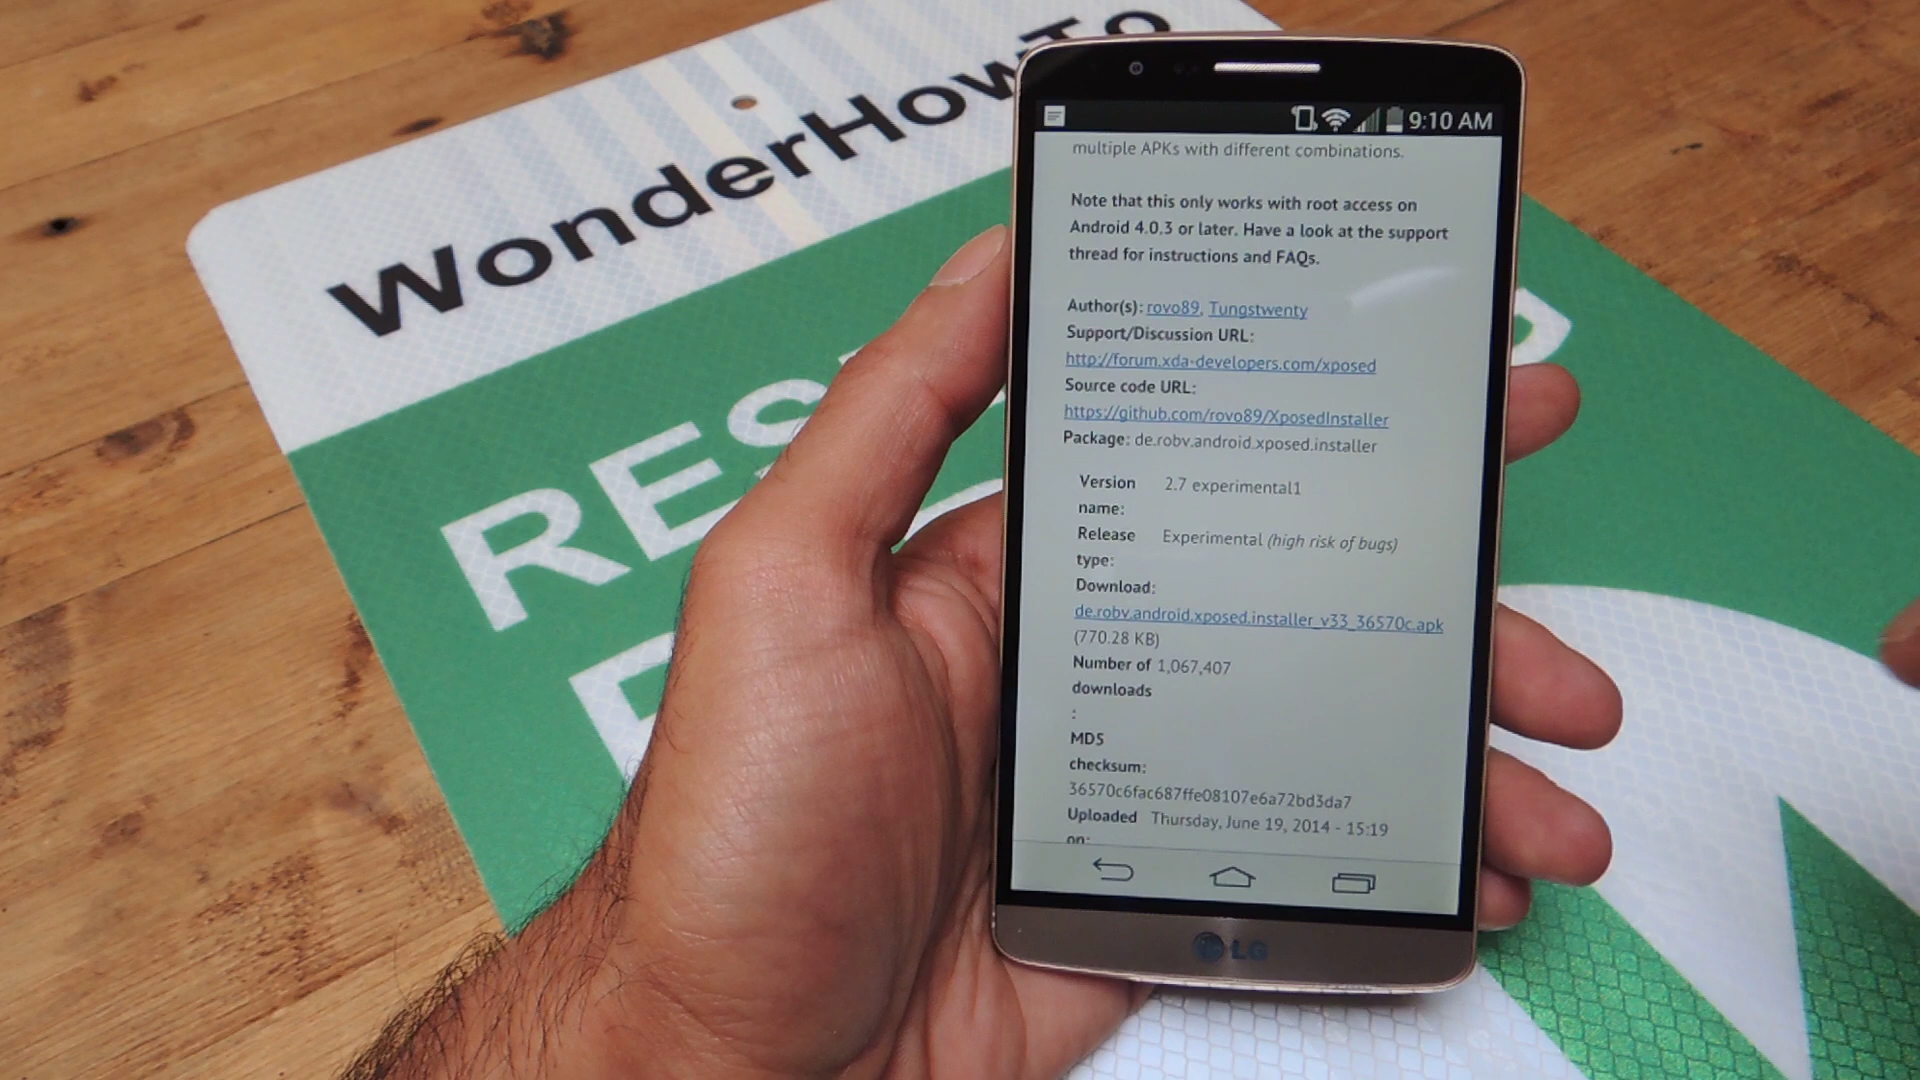 WonderHowTo
RES
9:10 AM
multiple APKs with different combinations.
Note that this only works with root access on
Android 4.0.3 or later. Have a look at the support
thread for instructions and FAQs.
Author(s): rovo89, Tungstwenty
Support/Discussion URL:
http://forum.xda-developers.com/xposed
Source code URL:
https://github.com/rovo89/XposedInstaller
Package: de.robv.android.xposed.installer
Version 2.7 experimental1
name:
Release Experimental (high risk of bugs)
type:
Download:
de.robv.android.xposed.installer_v33_36570c.apk
(770.28 KB)
Number of 1,067,407
downloads
:
MD5
checksum:
36570c6fac687ffe08107e6a72bd3da7
Uploaded Thursday, June 19, 2014 - 15:19
on:
LG